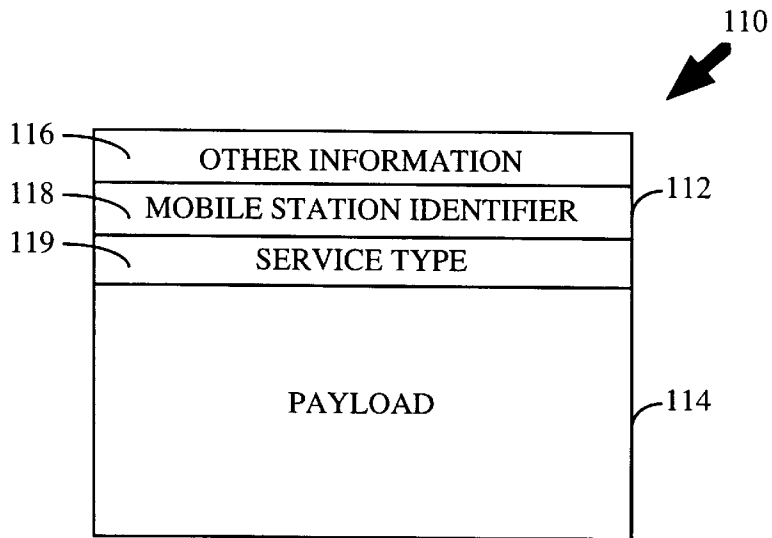 110
116
OTHER INFORMATION
118
MOBILE STATION IDENTIFIER
112
119
SERVICE TYPE
PAYLOAD
114